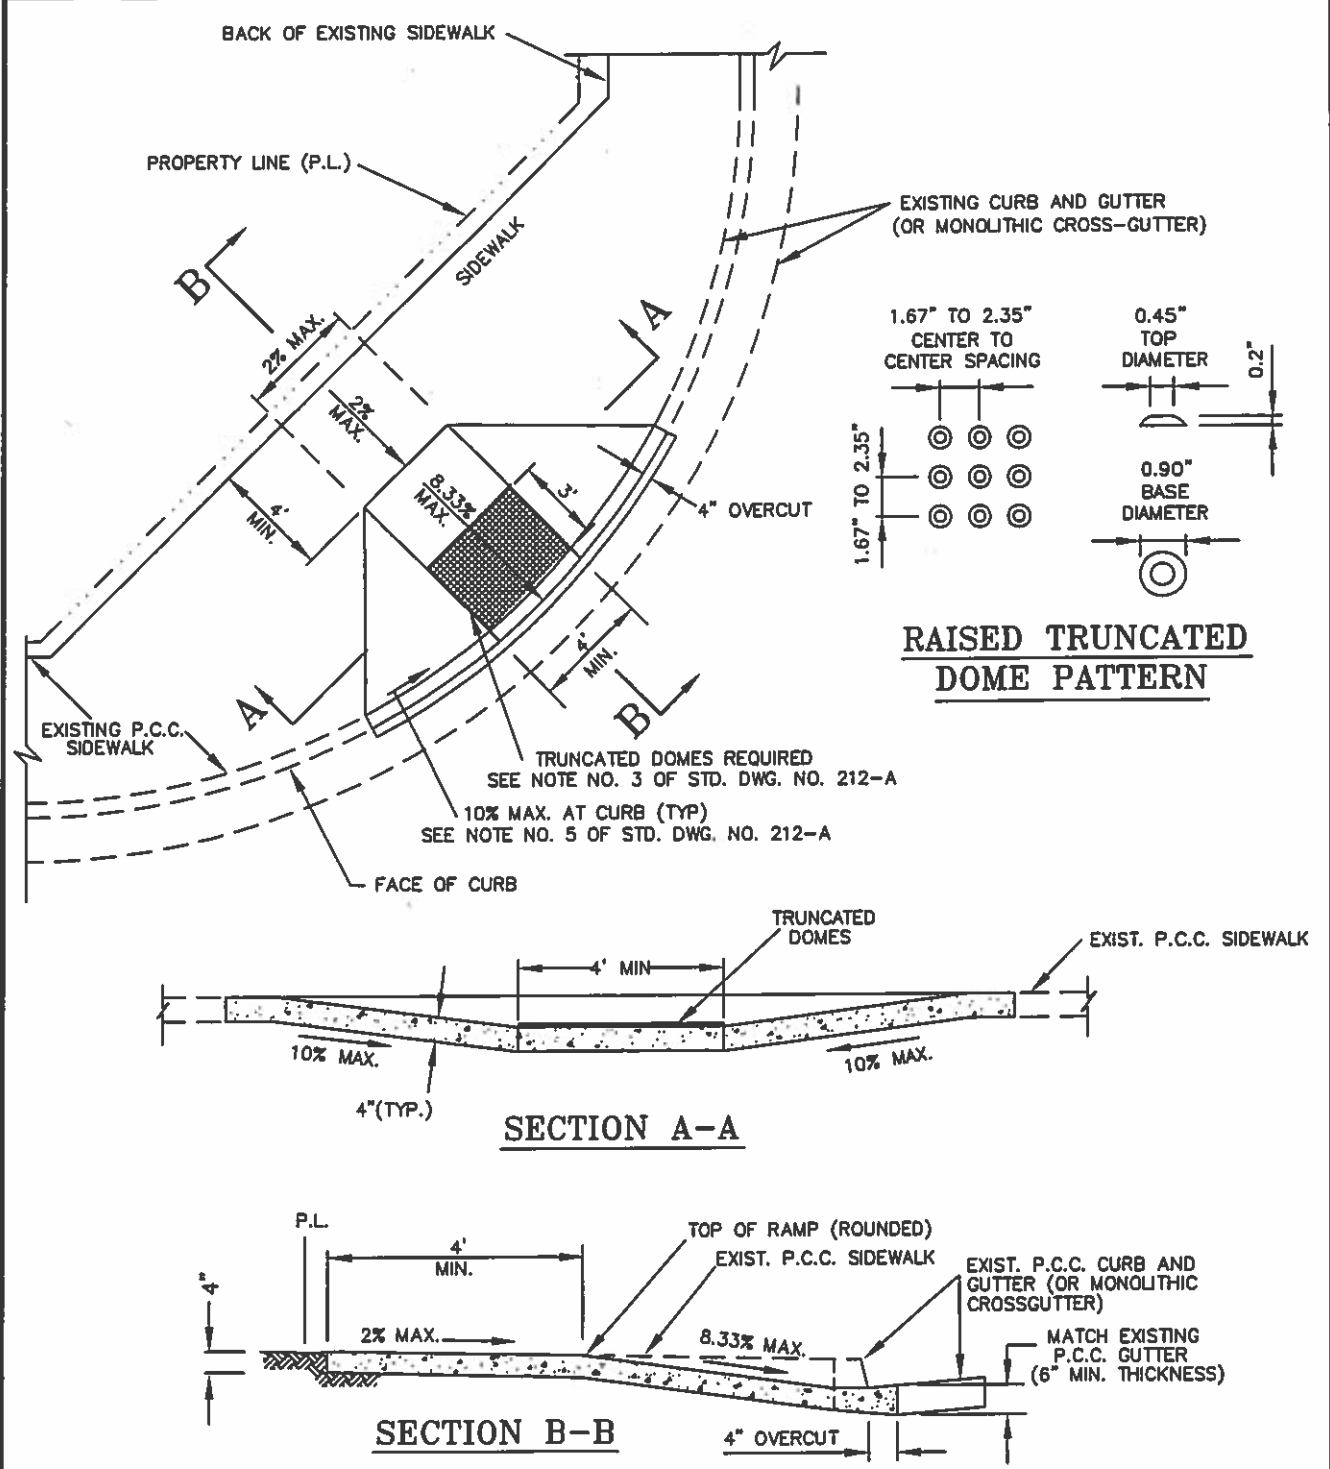 BACK OF EXISTING SIDEWALK
PROPERTY LINE (P.L.)
SIDEWALK
EXISTING CURB AND GUTTER
(OR MONOLITHIC CROSS-GUTTER)
B
A
2% MAX.
2%
MAX.
8.33%
MAX.
3'
4'
MIN.
4" OVERCUT
4'
MIN.
A
B
EXISTING P.C.C.
SIDEWALK
TRUNCATED DOMES REQUIRED
SEE NOTE NO. 3 OF STD. DWG. NO. 212-A
10% MAX. AT CURB (TYP)
SEE NOTE NO. 5 OF STD. DWG. NO. 212-A
FACE OF CURB
1.67" TO 2.35"
CENTER TO
CENTER SPACING
1.67" TO 2.35"
0.45"
TOP
DIAMETER
0.2"
0.90"
BASE
DIAMETER
RAISED TRUNCATED
DOME PATTERN
TRUNCATED
DOMES
EXIST. P.C.C. SIDEWALK
4' MIN
10% MAX.
10% MAX.
4"(TYP.)
SECTION A-A
P.L.
4'
MIN.
4"
2% MAX.
TOP OF RAMP (ROUNDED)
EXIST. P.C.C. SIDEWALK
8.33% MAX.
EXIST. P.C.C. CURB AND
GUTTER (OR MONOLITHIC
CROSSGUTTER)
MATCH EXISTING
P.C.C. GUTTER
(6" MIN. THICKNESS)
4" OVERCUT
SECTION B-B